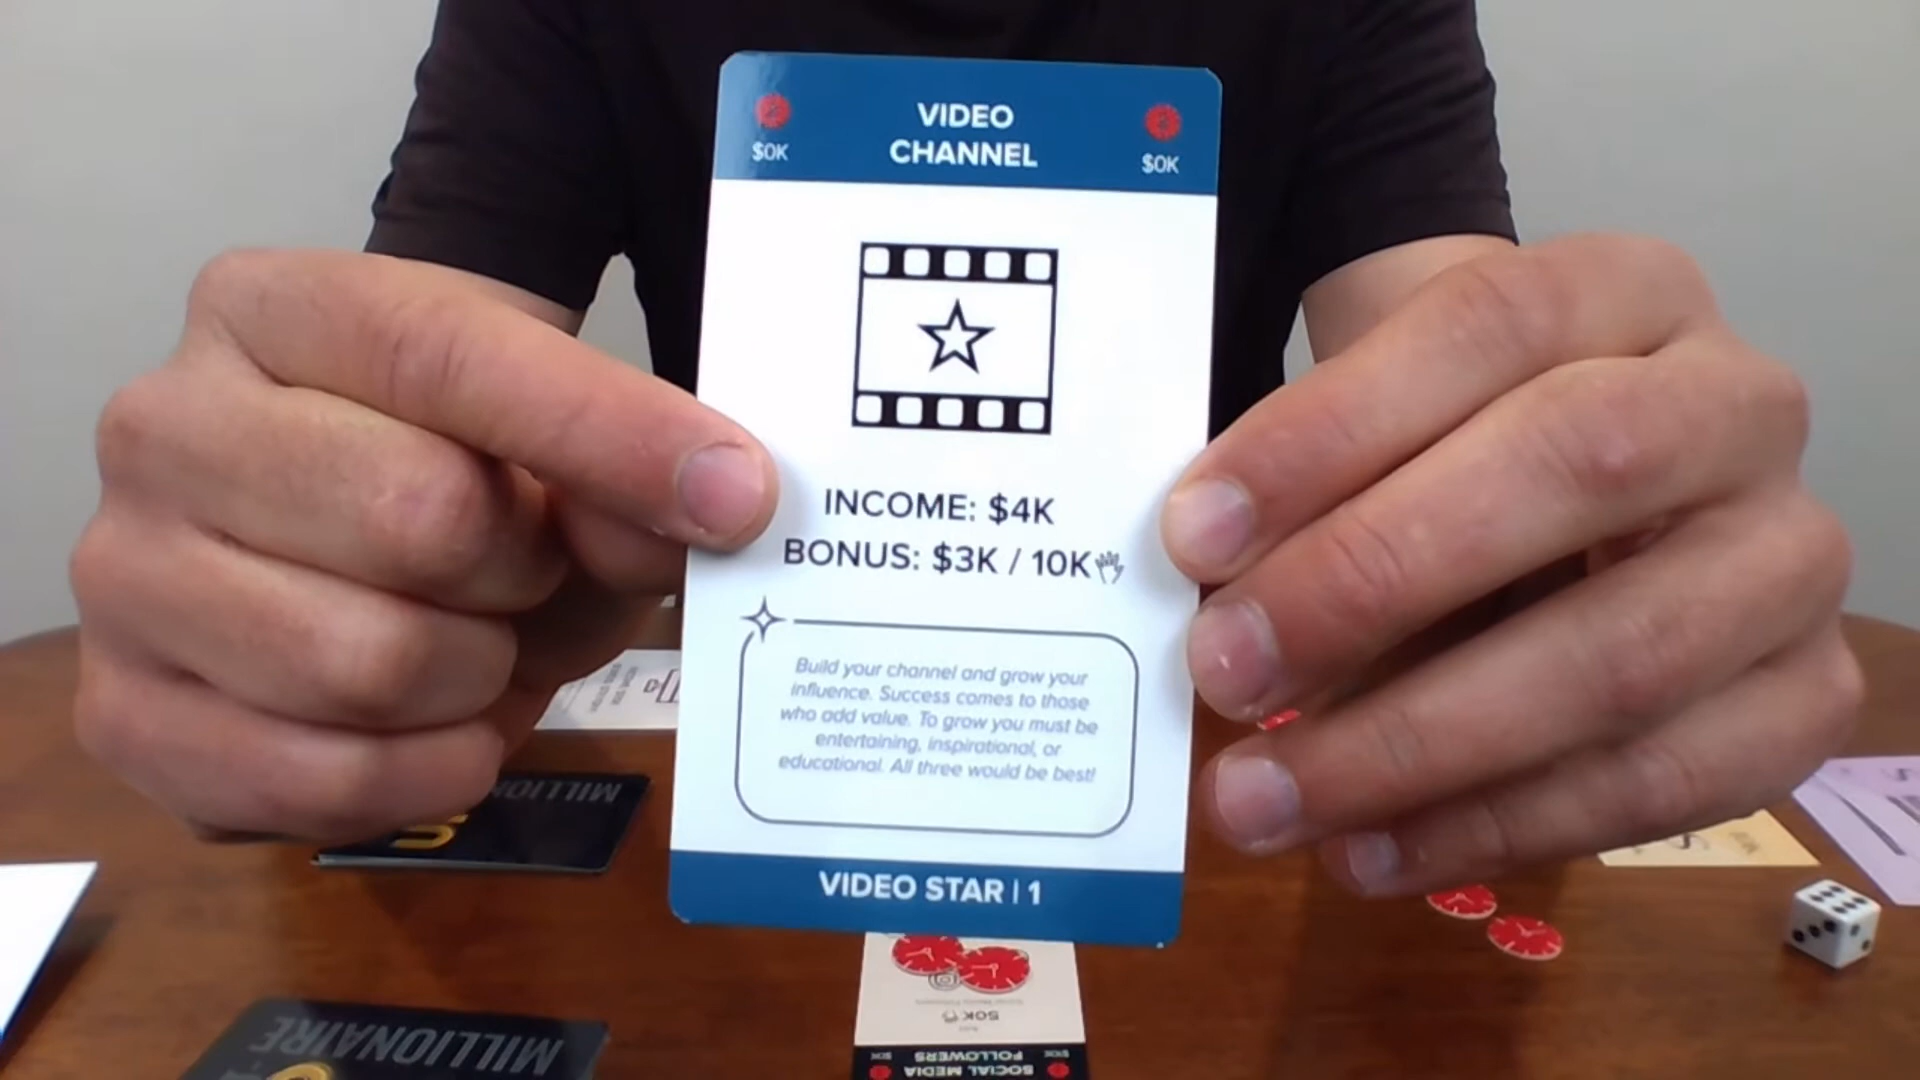 VIDEO
CHANNEL
$0K
$0K
INCOME: $4K
BONUS: $3K / 10K
Build your channel and grow your
influence. Success comes to those
who add value. To grow you must be
entertaining, inspirational, or
educational. All three would be best!
VIDEO STAR | 1
MILLIONAIRE
MILLIONAIRE
50K
SOCIAL MEDIA
FOLLOWERS